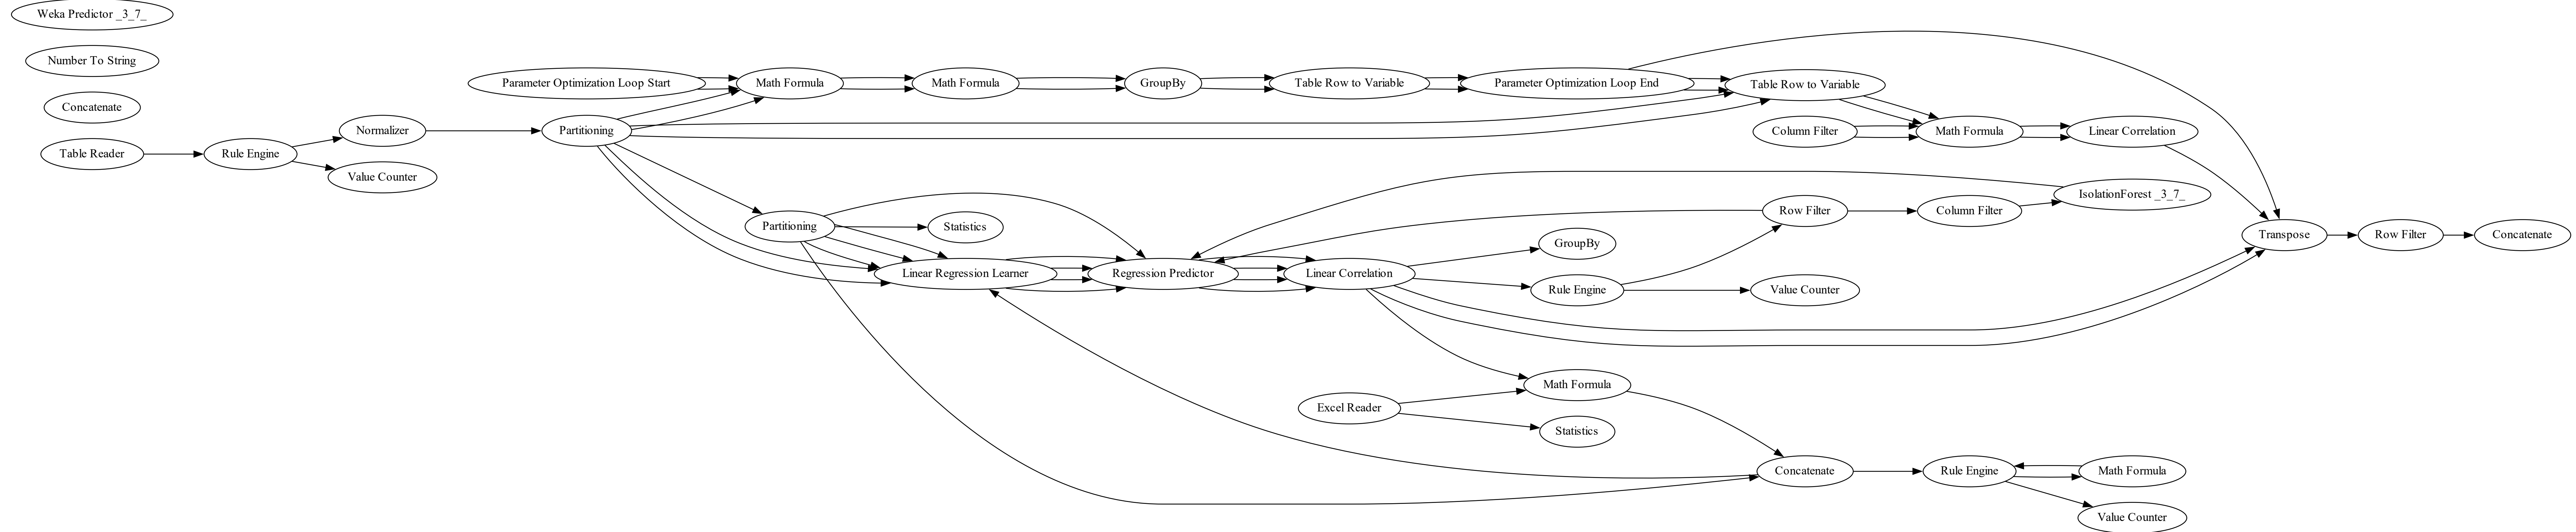 Weka Predictor _3_7_
Number To String
Concatenate
Table Reader
Rule Engine
Normalizer
Value Counter
Parameter Optimization Loop Start
Partitioning
Math Formula
Math Formula
GroupBy
Table Row to Variable
Parameter Optimization Loop End
Table Row to Variable
Column Filter
Math Formula
Linear Correlation
Partitioning
Statistics
Linear Regression Learner
Regression Predictor
Linear Correlation
GroupBy
Rule Engine
Row Filter
Value Counter
Column Filter
IsolationForest _3_7_
Transpose
Row Filter
Concatenate
Excel Reader
Math Formula
Statistics
Concatenate
Rule Engine
Math Formula
Value Counter